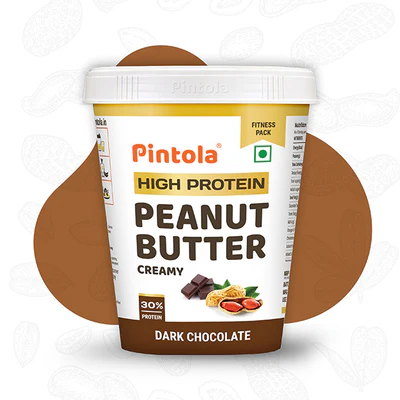 Pintola
FITNESS
PACK
Pintola®
HIGH PROTEIN
PEANUT
BUTTER
CREAMY
30%
PROTEIN
DARK CHOCOLATE